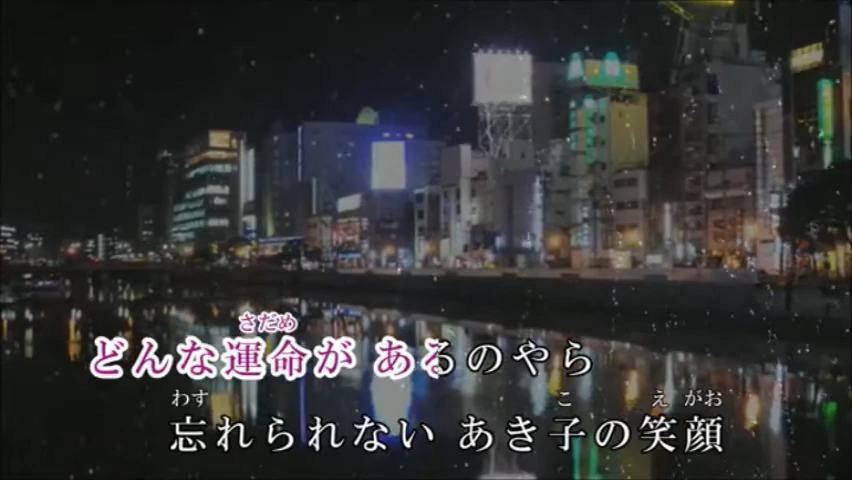 さだめ
どんな運命が あるのやら
わす こ え がお
忘れられない あき子の笑顔